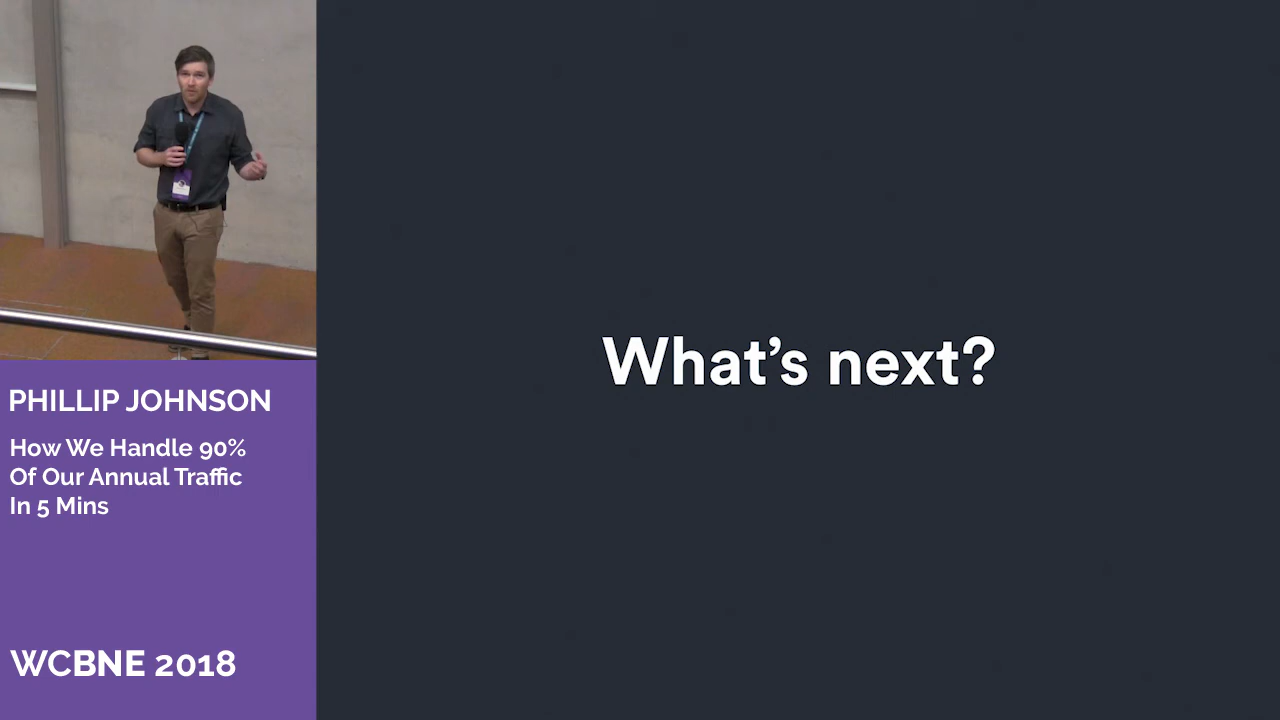 PHILLIP JOHNSON
How We Handle 90%
Of Our Annual Traffic
In 5 Mins
WCBNE 2018
What's next?